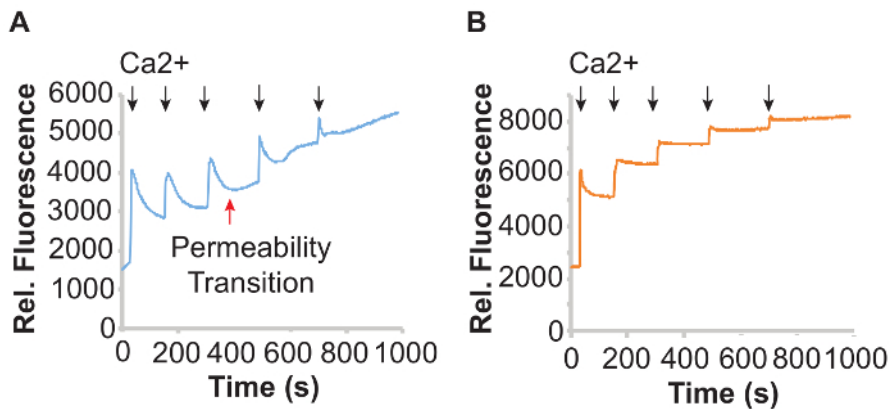 A
Ca2+
6000
5000
4000
3000
2000
1000
0
Rel. Fluorescence
Permeability
Transition
0 200 400 600 800 1000
Time (s)
B
Ca2+
8000
6000
4000
2000
0
Rel. Fluorescence
0 200 400 600 800 1000
Time (s)